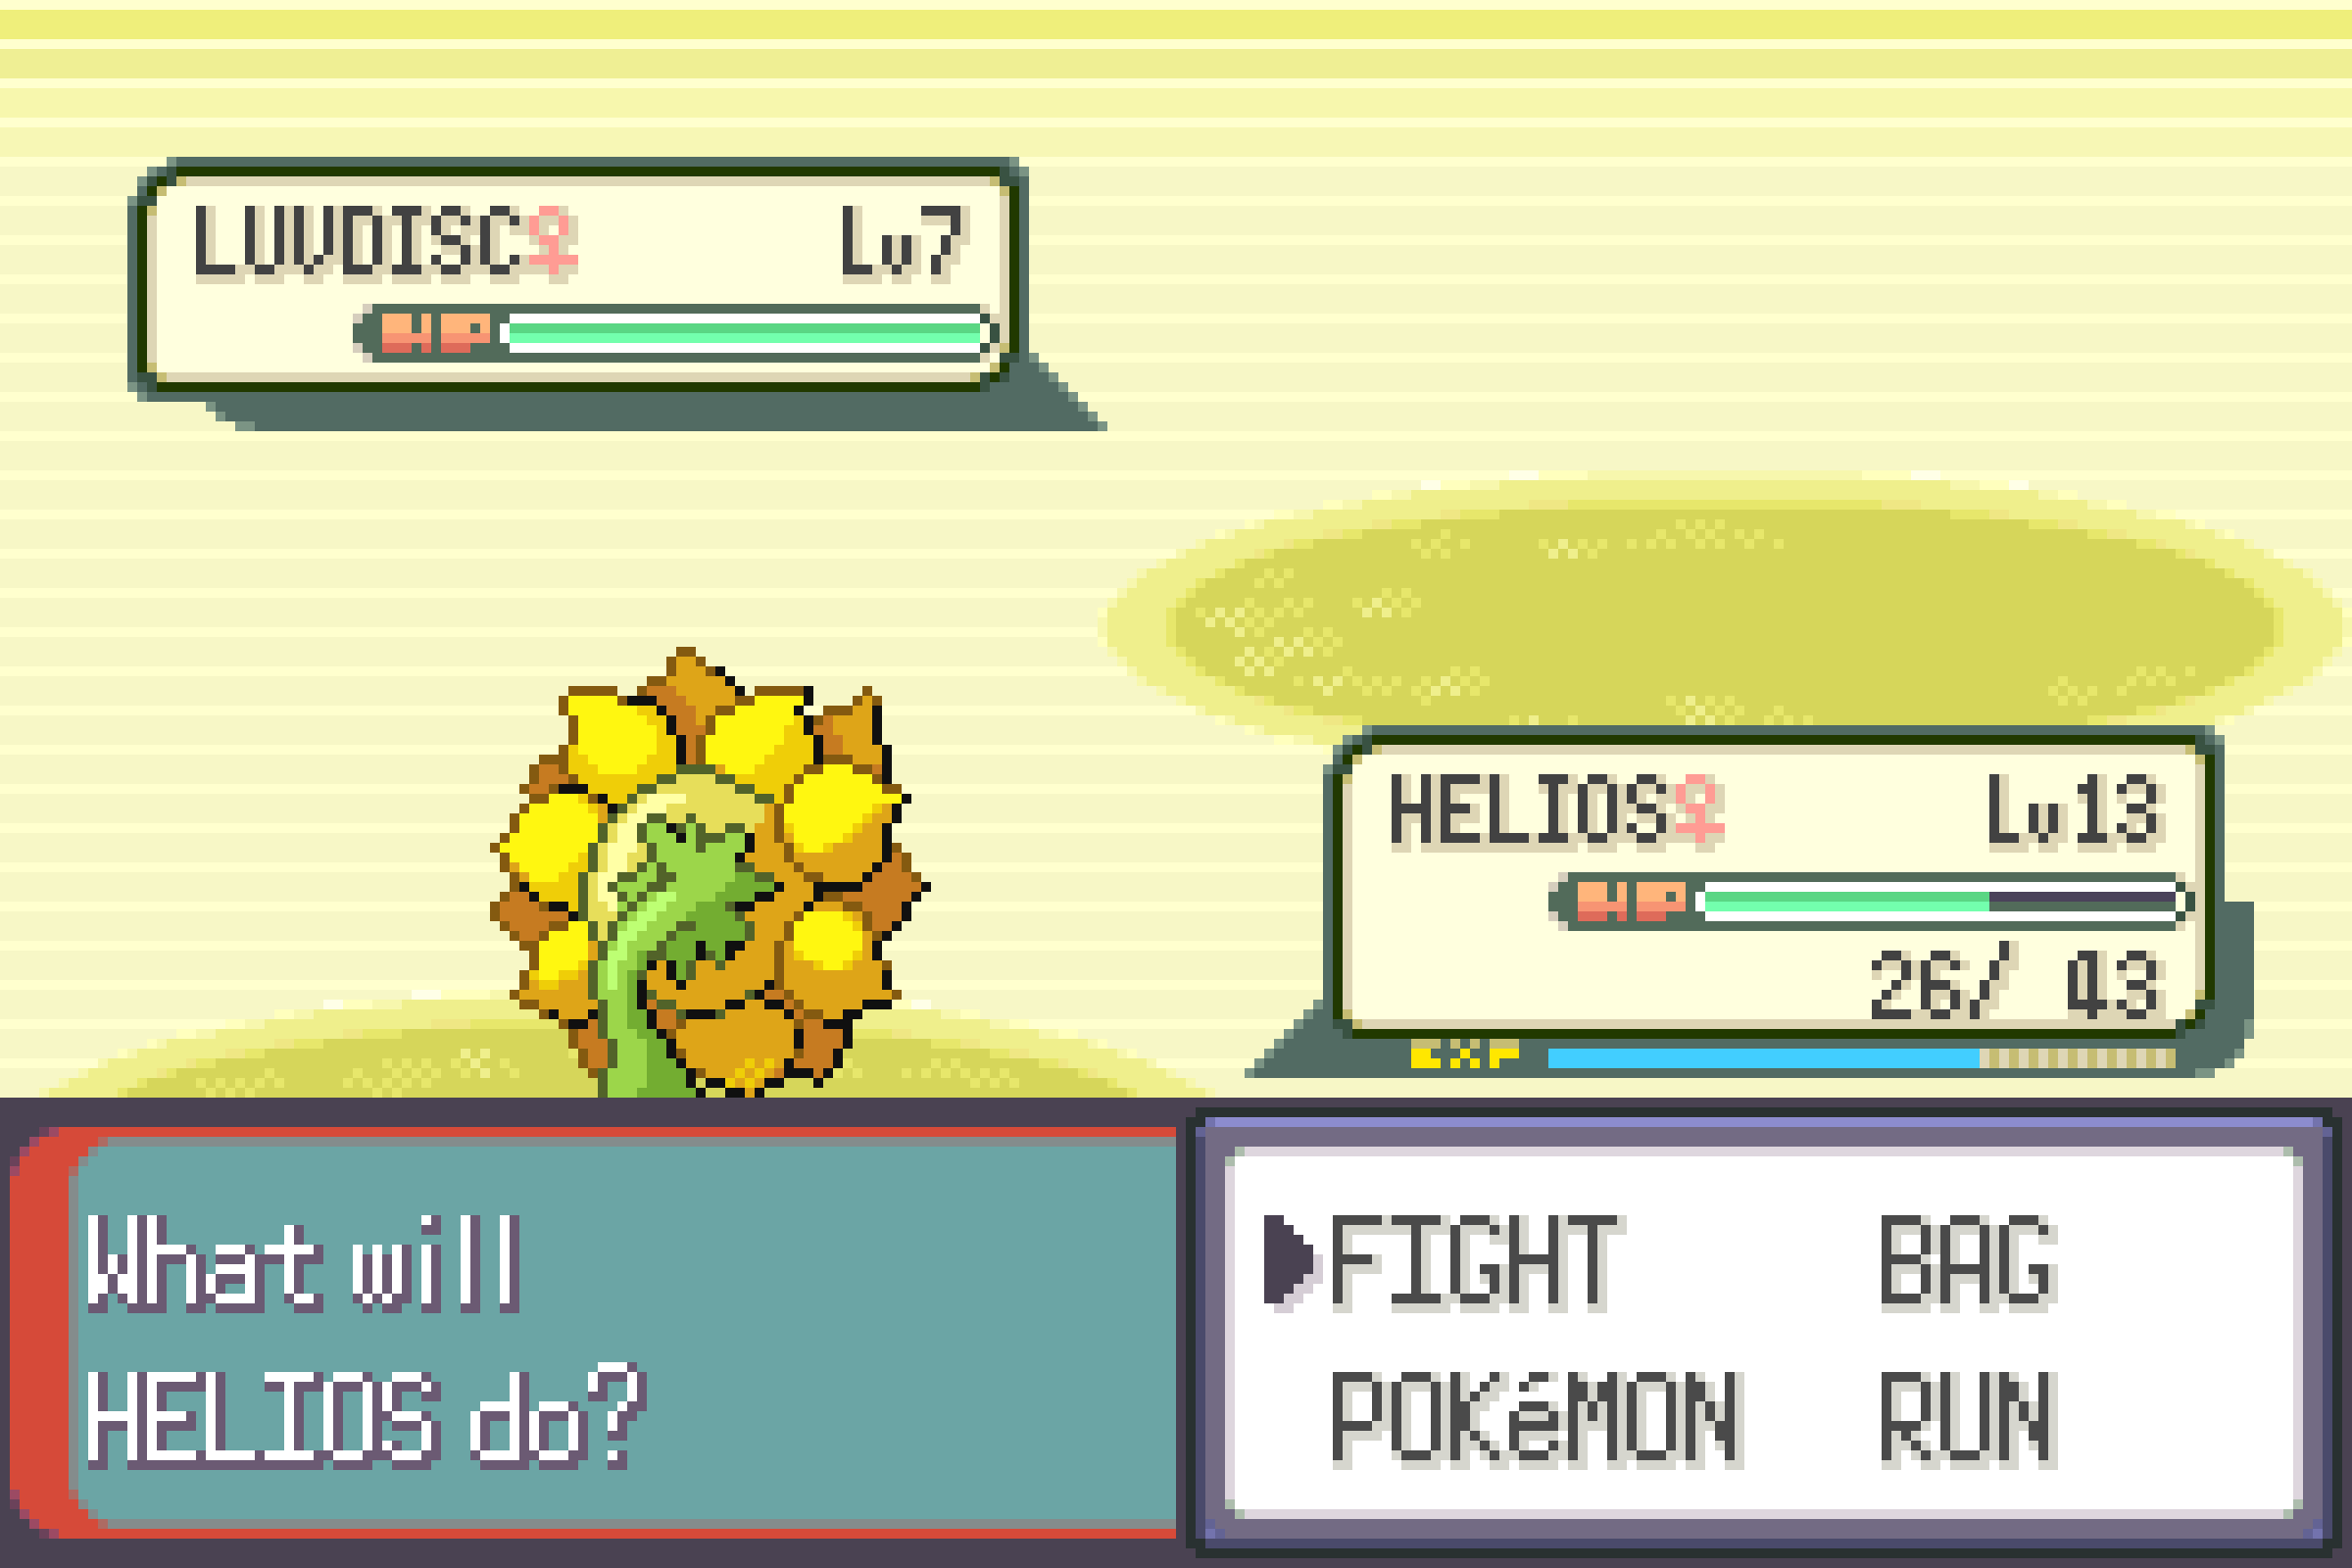 LUVDISC♀ Lv7
HP
HELIOS♀ Lv13
HP
26/ 43
EXP
What will
HELIOS do?
FIGHT BAG
POKéMON RUN